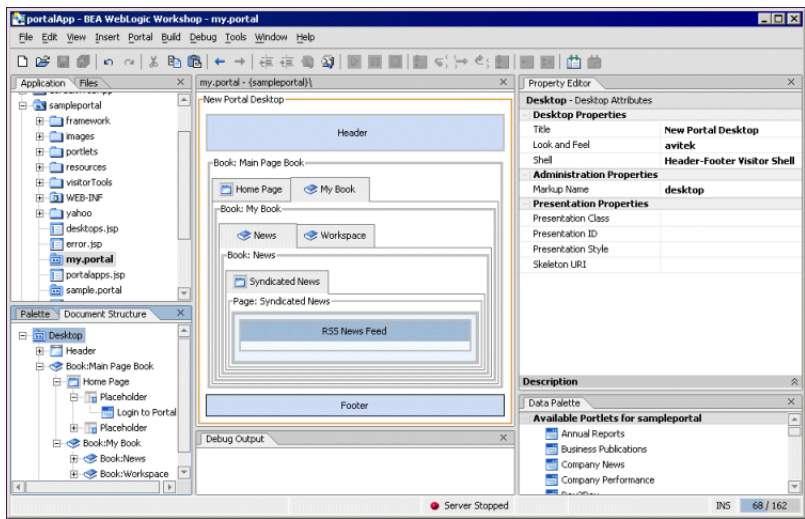 portalApp - BEA WebLogic Workshop - my.portal
File Edit View Insert Portal Build Debug Tools Window Help
Application Files
sampleportal
framework
images
portlets
resources
visitorTools
WEB-INF
yahoo
desktops.jsp
error.jsp
my.portal
portalapps.jsp
sample.portal
Palette Document Structure
Desktop
Header
Book:Main Page Book
Home Page
Placeholder
Login to Portal
Placeholder
Book:My Book
Book:News
Book:Workspace
my.portal - {sampleportal}\
New Portal Desktop
Header
Book: Main Page Book
Home Page My Book
Book: My Book
News Workspace
Book: News
Syndicated News
Page: Syndicated News
RSS News Feed
Footer
Debug Output
Property Editor
Desktop - Desktop Attributes
Desktop Properties
Title New Portal Desktop
Look and Feel avitek
Shell Header-Footer Visitor Shell
Administration Properties
Markup Name desktop
Presentation Properties
Presentation Class
Presentation ID
Presentation Style
Skeleton URI
Description
Data Palette
Available Portlets for sampleportal
Annual Reports
Business Publications
Company News
Company Performance
Server Stopped INS 68 / 162